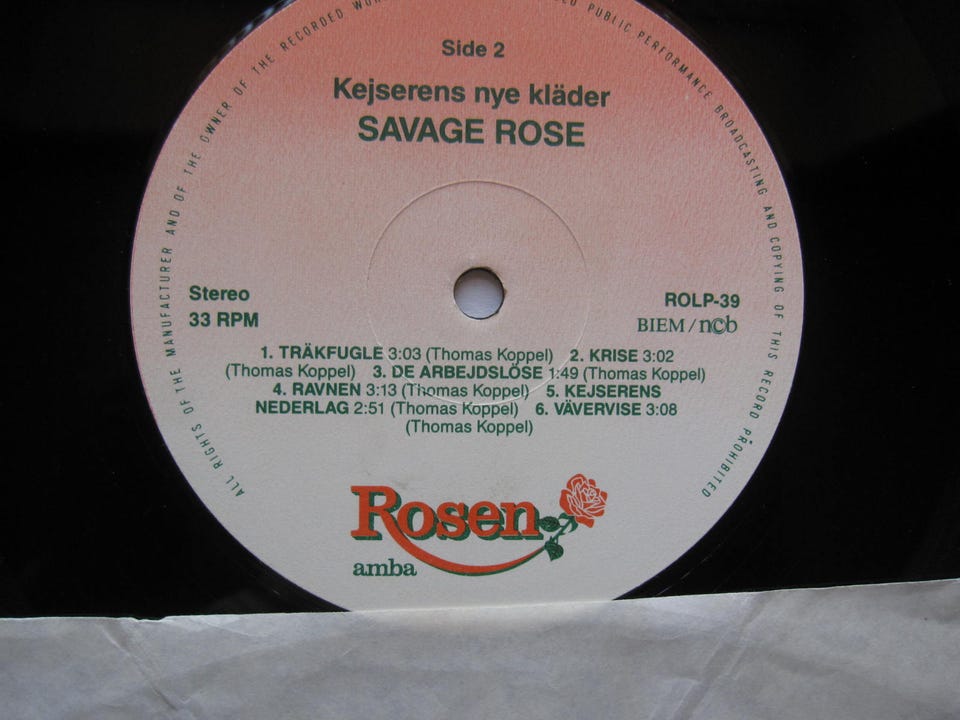 Side 2
Kejserens nye kläder
SAVAGE ROSE
Stereo
33 RPM
ROLP-39
BIEM/ncb
1. TRÄKFUGLE 3:03 (Thomas Koppel) 2. KRISE 3:02
(Thomas Koppel) 3. DE ARBEJDSLÖSE 1:49 (Thomas Koppel)
4. RAVNEN 3:13 (Thomas Koppel) 5. KEJSERENS
NEDERLAG 2:51 (Thomas Koppel) 6. VÄVERVISE 3:08
(Thomas Koppel)
Rosen
amba
ALL RIGHTS OF THE MANUFACTURER AND OF THE OWNER OF THE RECORDED
PUBLIC PERFORMANCE BROADCASTING AND COPYING OF THIS RECORD PROHIBITED